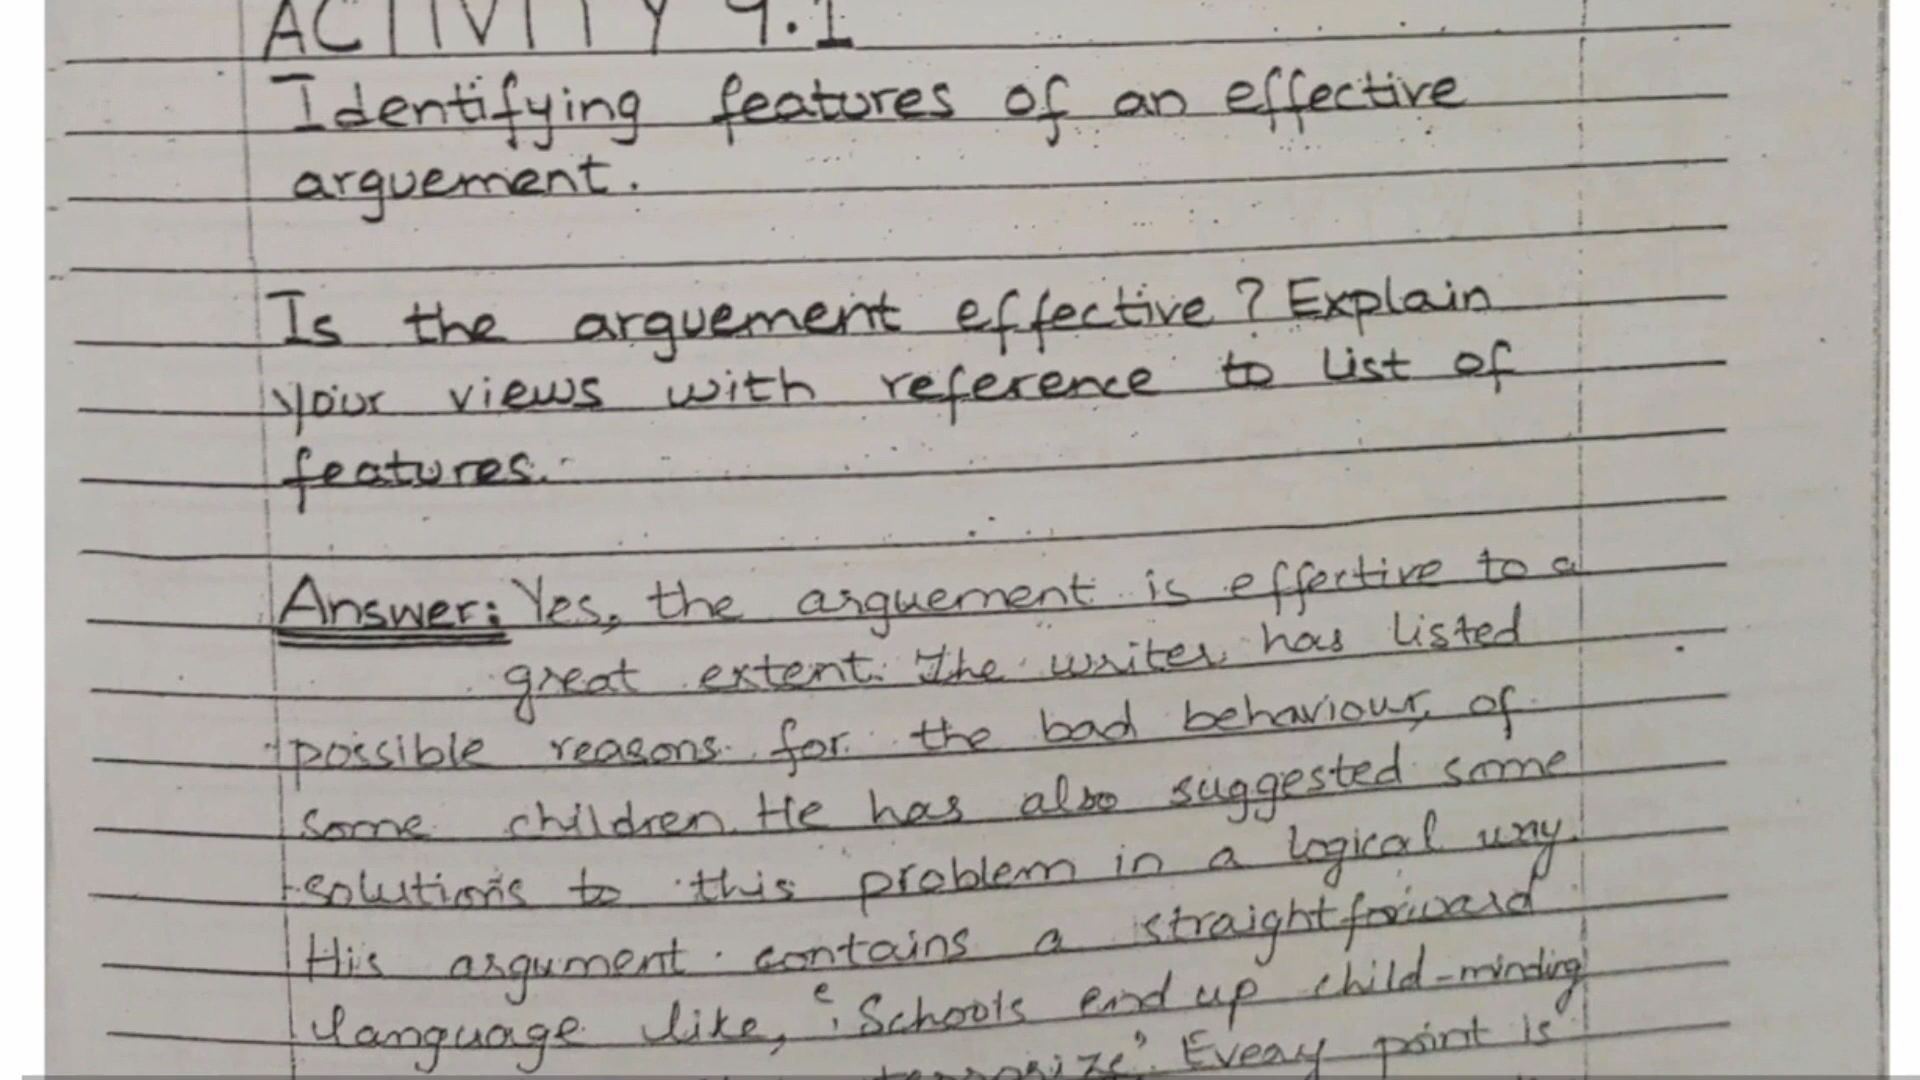 ACTIVITY 9.1
Identifying features of an effective
arguement.
Is the arguement effective? Explain
your views with reference to list of
features.
Answer: Yes, the arguement is effective to a
great extent. The writer has listed
possible reasons for the bad behaviour, of
some children. He has also suggested some
solutions to this problem in a logical way.
His argument contains a straightforward
language like, 'Schools end up child-minding
terrorize'. Every point is